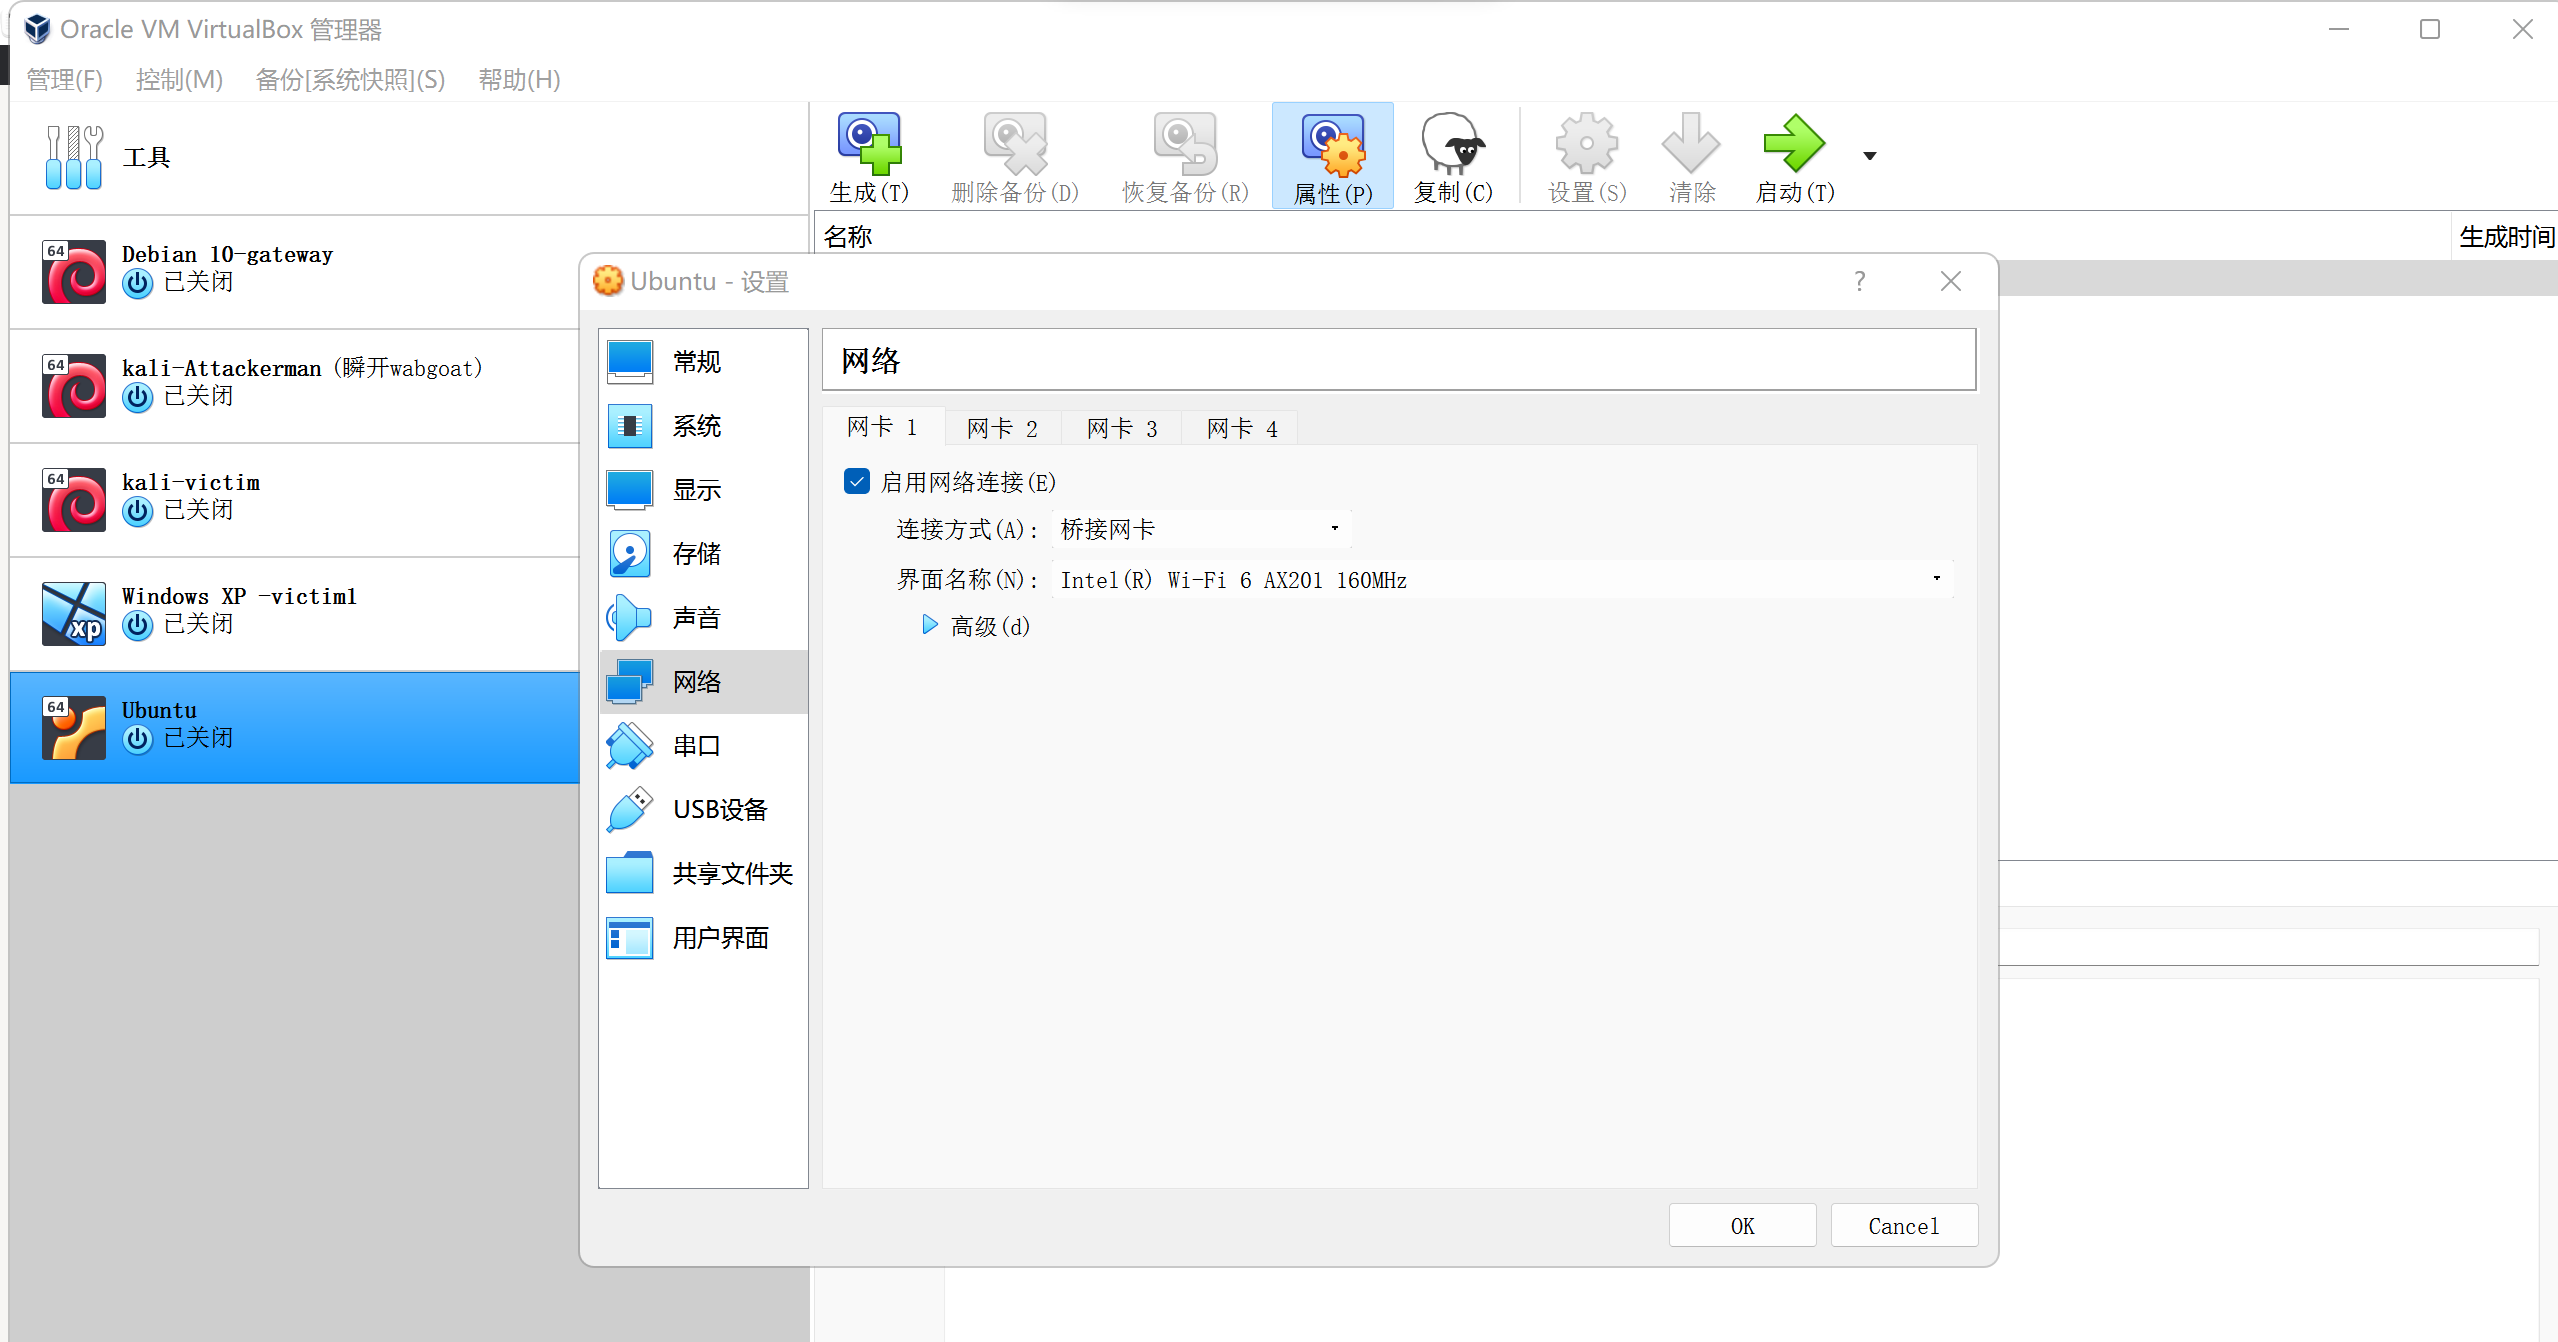 Oracle VM VirtualBox 管理器
管理(F) 控制(M) 备份[系统快照](S) 帮助(H)
工具
生成(T) 删除备份(D) 恢复备份(R) 属性(P) 复制(C) 设置(S) 清除 启动(T)
名称 生成时间
64 Debian 10-gateway
已关闭
64 kali-Attackerman (瞬开wabgoat)
已关闭
64 kali-victim
已关闭
Windows XP -victim1
xp 已关闭
64 Ubuntu
已关闭
Ubuntu - 设置
常规
系统
显示
存储
声音
网络
串口
USB设备
共享文件夹
用户界面
网络
网卡 1 网卡 2 网卡 3 网卡 4
启用网络连接(E)
连接方式(A): 桥接网卡
界面名称(N): Intel(R) Wi-Fi 6 AX201 160MHz
高级(d)
OK Cancel